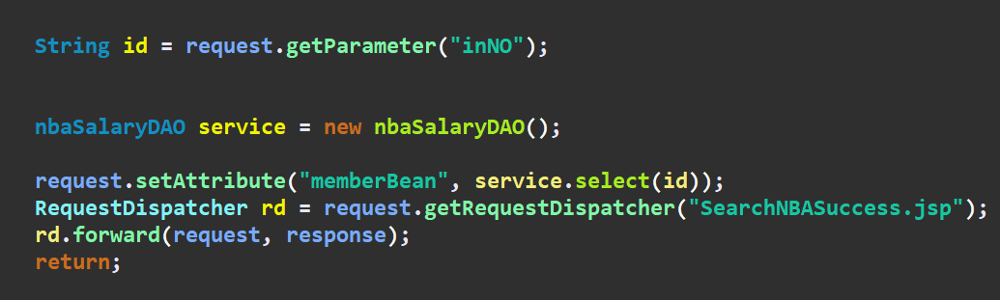 String id = request.getParameter("inNO");
nbaSalaryDAO service = new nbaSalaryDAO();
request.setAttribute("memberBean", service.select(id));
RequestDispatcher rd = request.getRequestDispatcher("SearchNBASuccess.jsp");
rd.forward(request, response);
return;